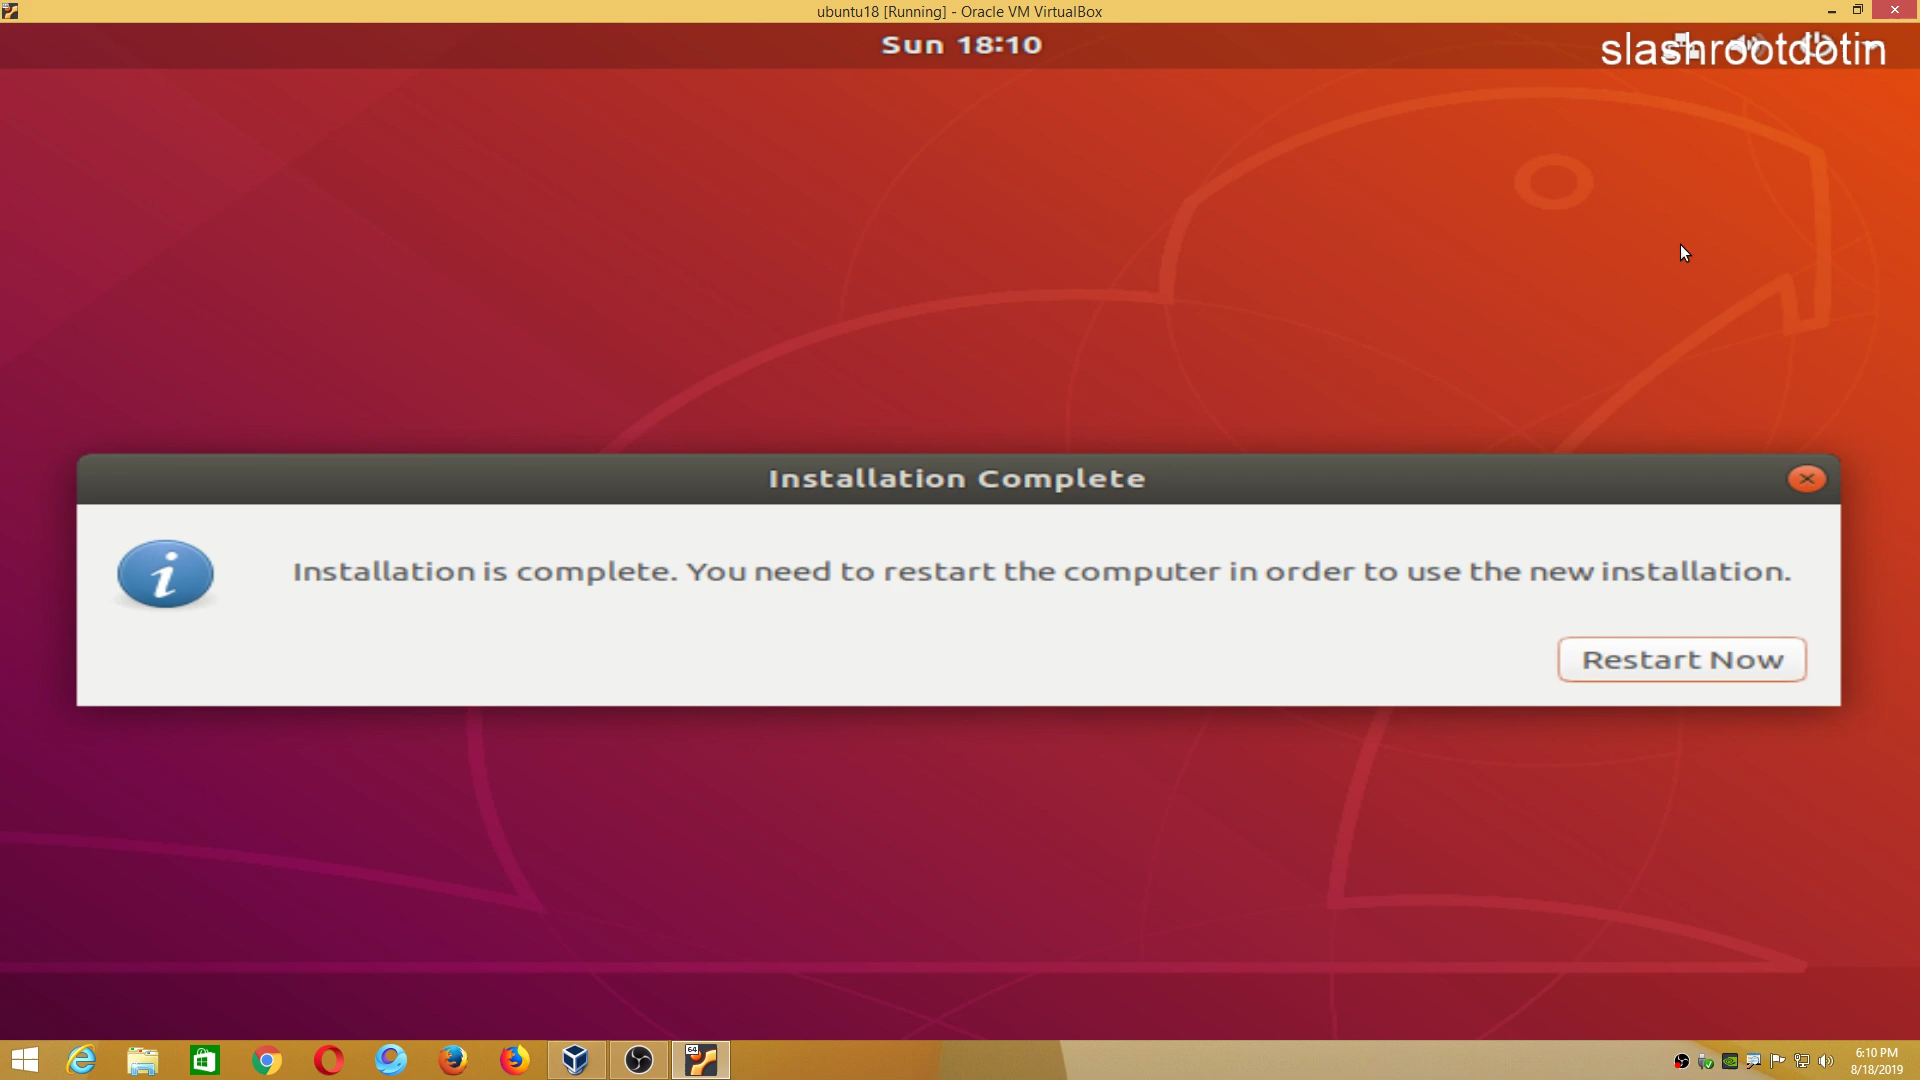 ubuntu18 [Running] - Oracle VM VirtualBox
Sun 18:10
slashrootdotin
Installation Complete
Installation is complete. You need to restart the computer in order to use the new installation.
Restart Now
64
6:10 PM
8/18/2019